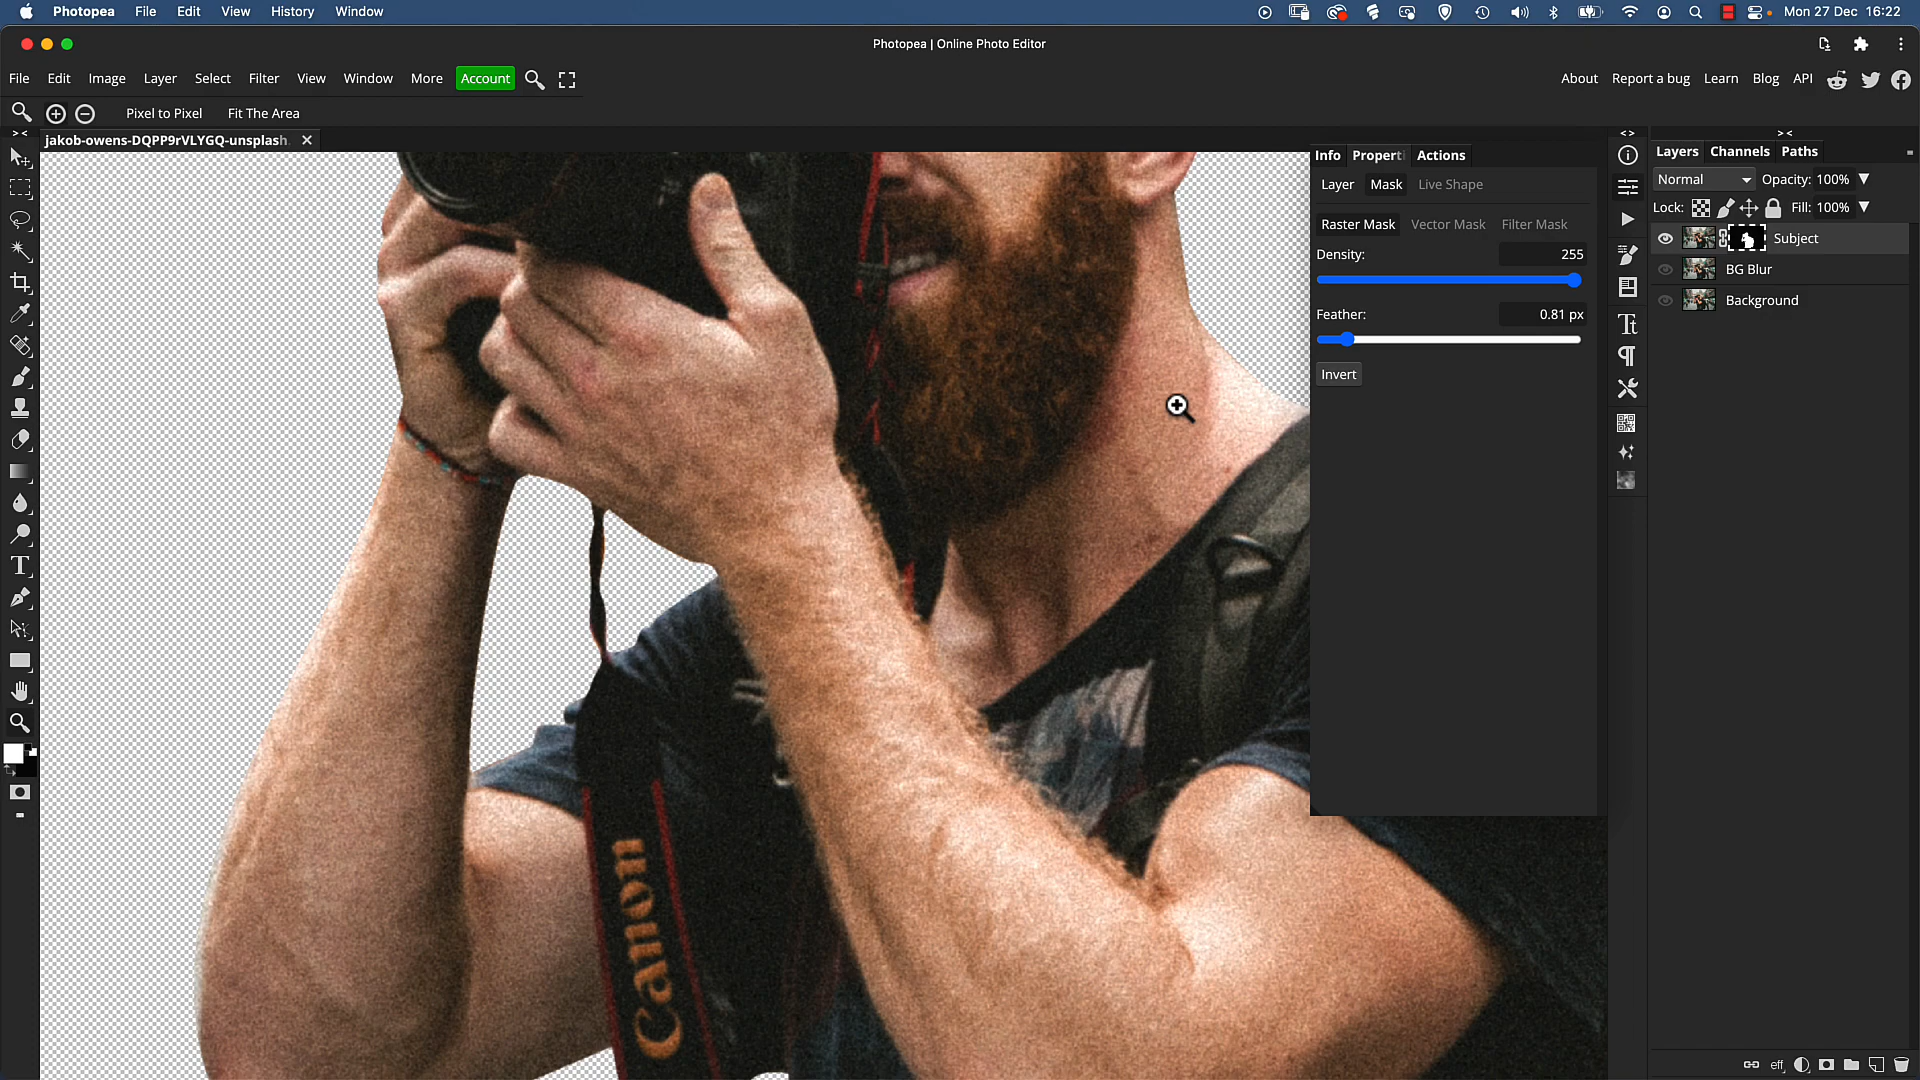 Photopea File Edit View History Window Mon 27 Dec 16:22
Photopea | Online Photo Editor
File Edit Image Layer Select Filter View Window More Account About Report a bug Learn Blog API
Pixel to Pixel Fit The Area
jakob-owens-DQPP9rVLYGQ-unsplash
Info Propert Actions
Layer Mask Live Shape
Raster Mask Vector Mask Filter Mask
Density: 255
Feather: 0.81 px
Invert
Layers Channels Paths
Normal Opacity: 100%
Lock: Fill: 100%
Subject
BG Blur
Background
eff
Canon